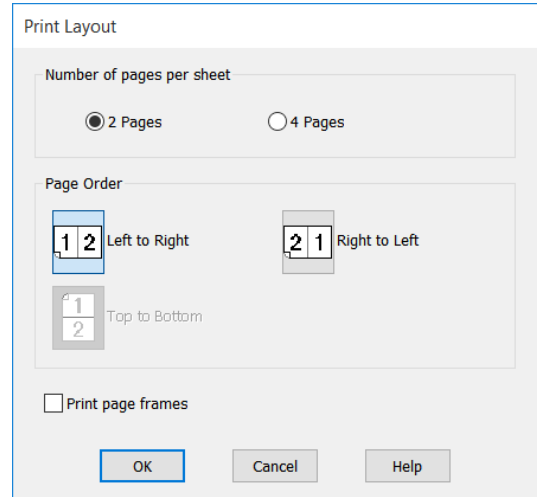 Print Layout
Number of pages per sheet
2 Pages 4 Pages
Page Order
1 2 Left to Right 2 1 Right to Left
1
2 Top to Bottom
Print page frames
OK Cancel Help